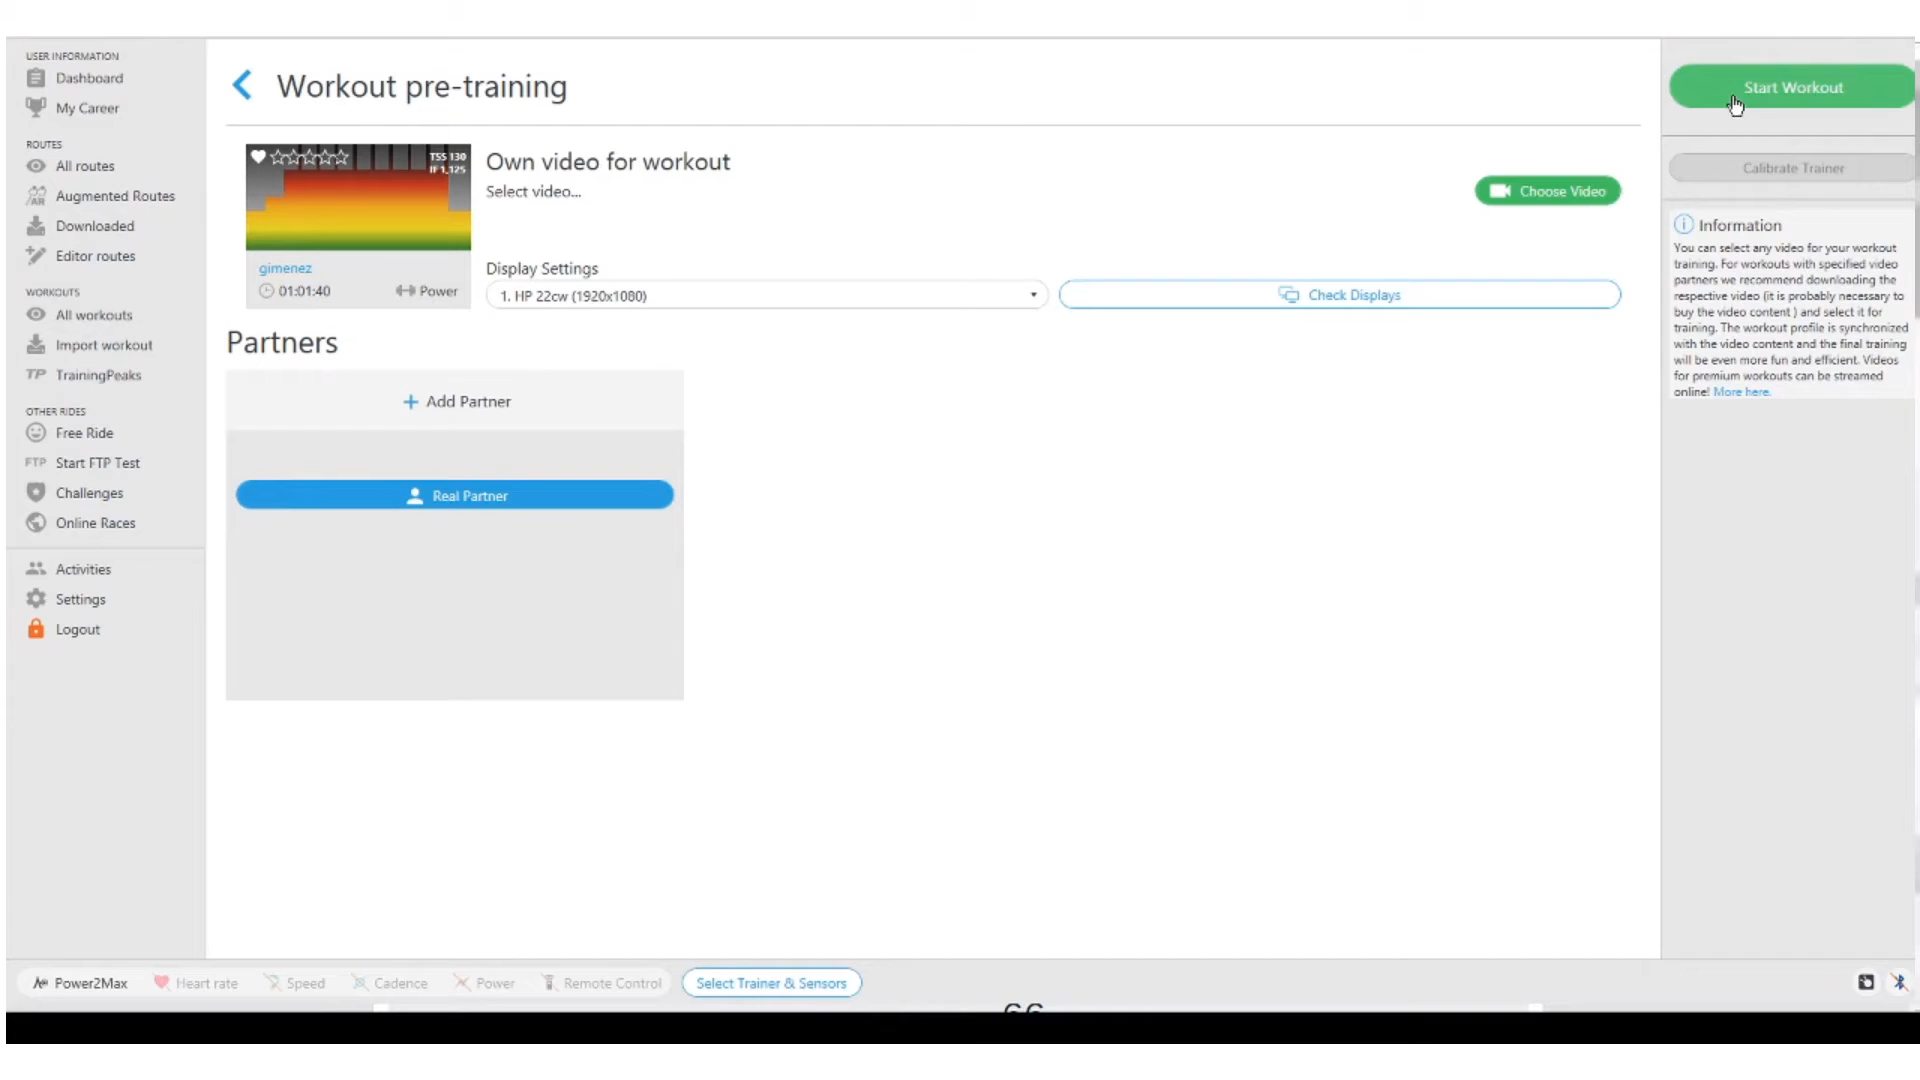 USER INFORMATION
Dashboard
My Career
ROUTES
All routes
Augmented Routes
Downloaded
Editor routes
WORKOUTS
All workouts
Import workout
TP TrainingPeaks
OTHER RIDES
Free Ride
FTP Start FTP Test
Challenges
Online Races
Activities
Settings
Logout
Workout pre-training
TSS 130
IF 1,125
gimenez
01:01:40
Power
Own video for workout
Select video...
Choose Video
Display Settings
1. HP 22cw (1920x1080)
Check Displays
Partners
+ Add Partner
Real Partner
Start Workout
Calibrate Trainer
Information
You can select any video for your workout
training. For workouts with specified video
partners we recommend downloading the
respective video (it is probably necessary to
buy the video content ) and select it for
training. The workout profile is synchronized
with the video content and the final training
will be even more fun and efficient. Videos
for premium workouts can be streamed
online! More here.
Power2Max
Heart rate
Speed
Cadence
Power
Remote Control
Select Trainer & Sensors